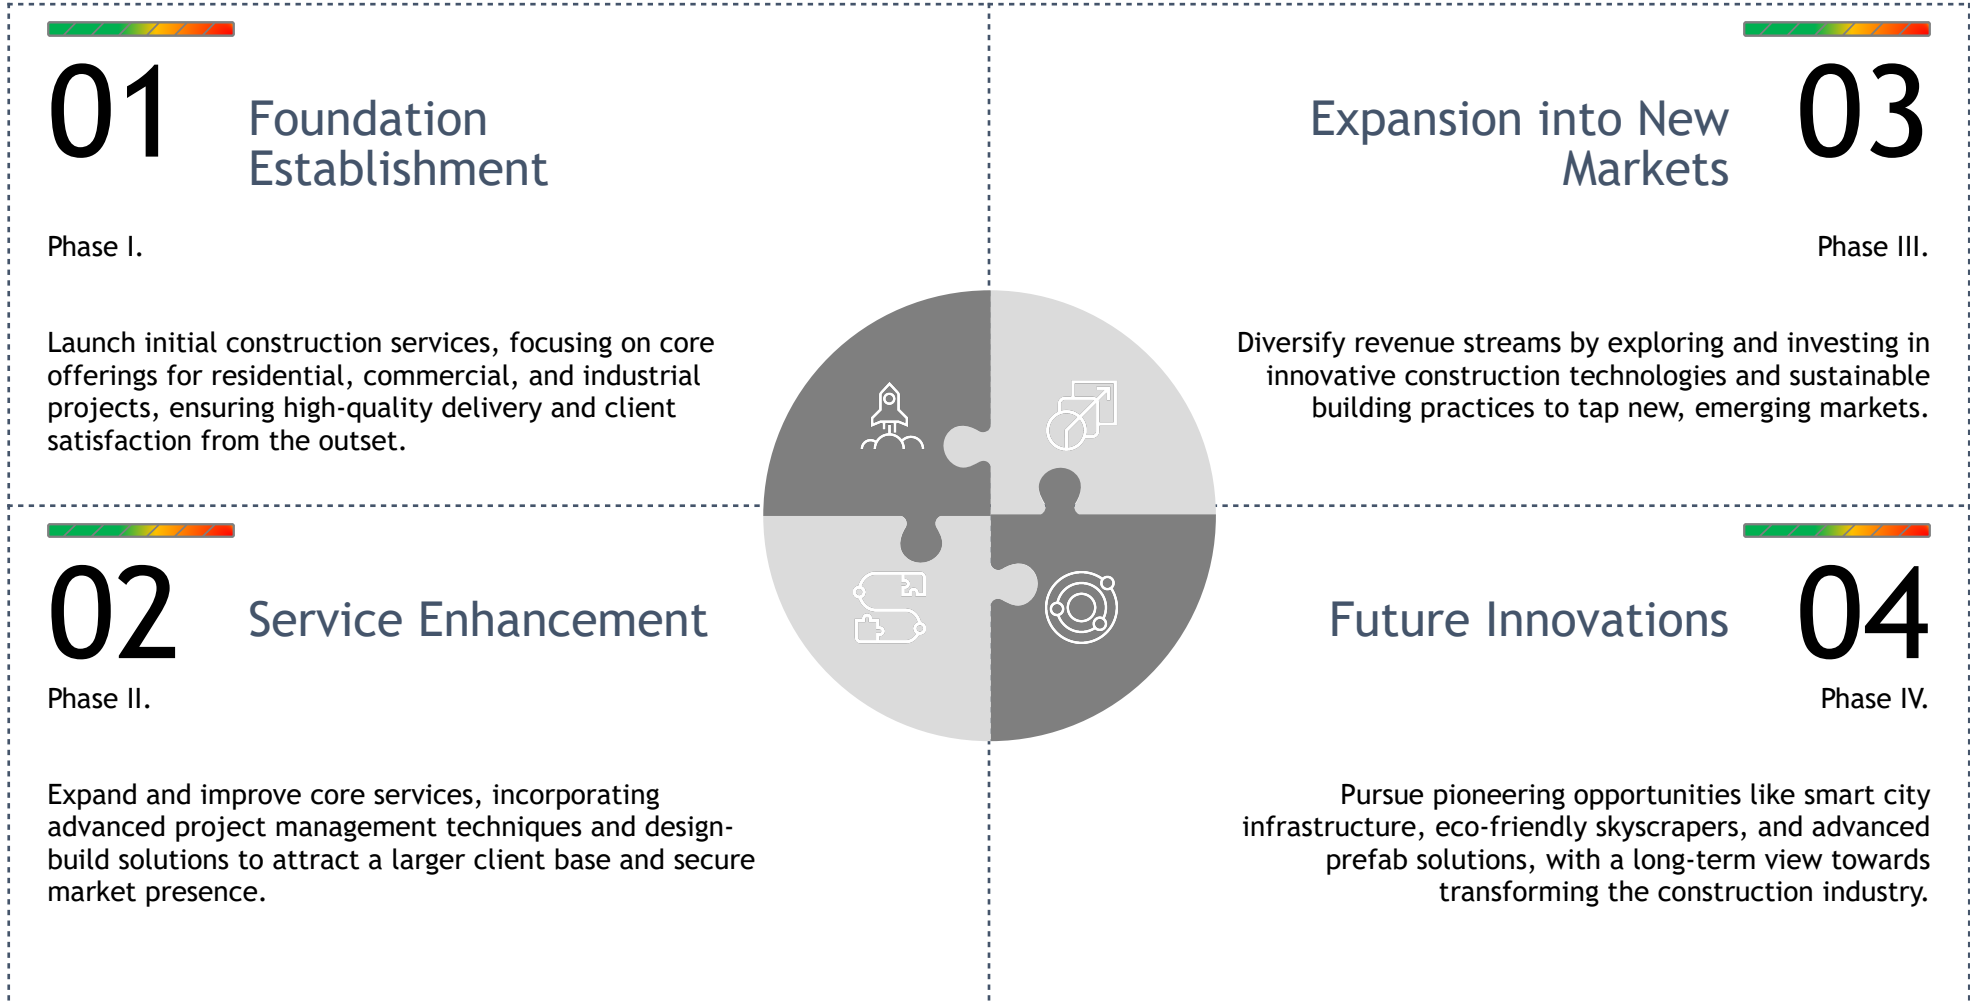 01
Foundation
Establishment
Phase I.
Launch initial construction services, focusing on core
offerings for residential, commercial, and industrial
projects, ensuring high-quality delivery and client
satisfaction from the outset.
02
Service Enhancement
Phase II.
Expand and improve core services, incorporating
advanced project management techniques and design-
build solutions to attract a larger client base and secure
market presence.
03
Expansion into New
Markets
Phase III.
Diversify revenue streams by exploring and investing in
innovative construction technologies and sustainable
building practices to tap new, emerging markets.
04
Future Innovations
Phase IV.
Pursue pioneering opportunities like smart city
infrastructure, eco-friendly skyscrapers, and advanced
prefab solutions, with a long-term view towards
transforming the construction industry.